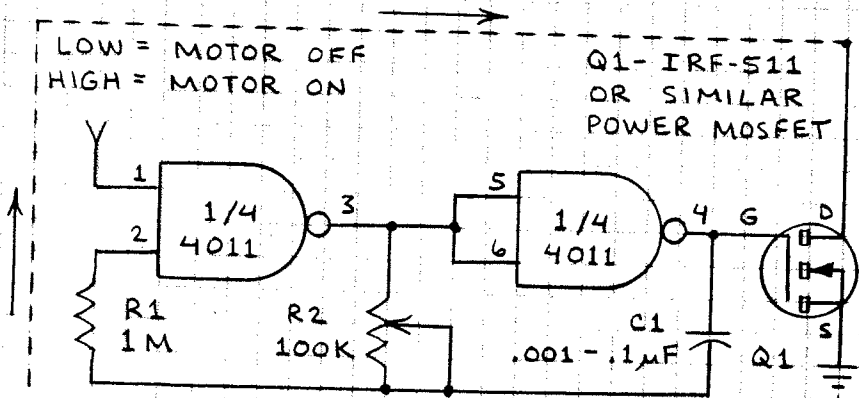 LOW = MOTOR OFF
HIGH = MOTOR ON
Q1- IRF-511
OR SIMILAR
POWER MOSFET
1
2
1/4
4011
3
5
6
1/4
4011
4
G
D
S
R1
1M
R2
100K
C1
.001-.1µF
Q1